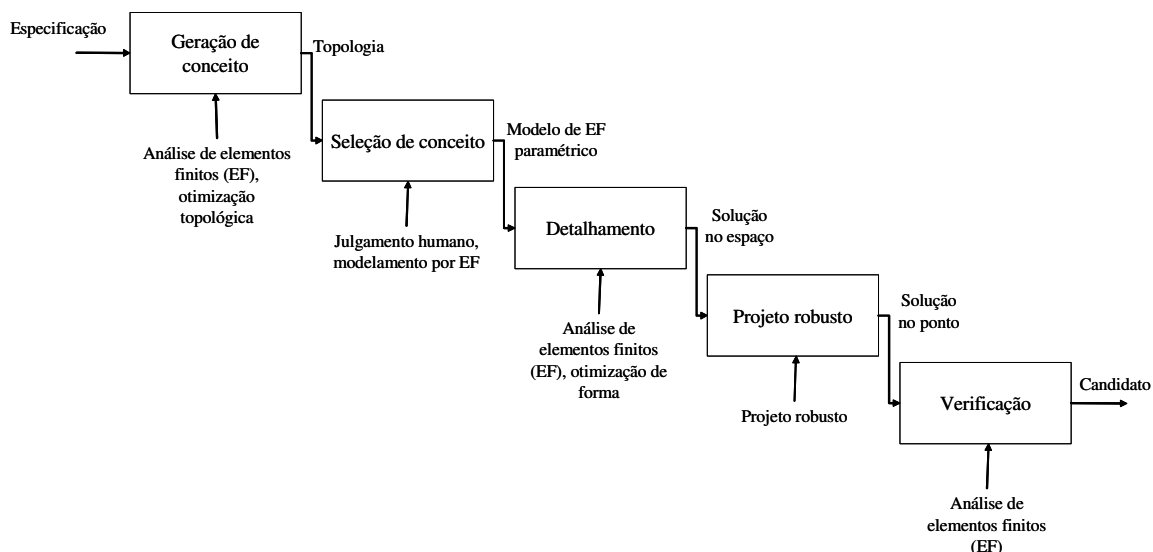 Especificação
Geração de
conceito
Topologia
Análise de elementos
finitos (EF),
otimização
topológica
Seleção de conceito
Modelo de EF
paramétrico
Julgamento humano,
modelamento por EF
Detalhamento
Solução
no espaço
Análise de
elementos finitos
(EF), otimização de
forma
Projeto robusto
Solução
no ponto
Projeto robusto
Verificação
Candidato
Análise de
elementos finitos
(EF)